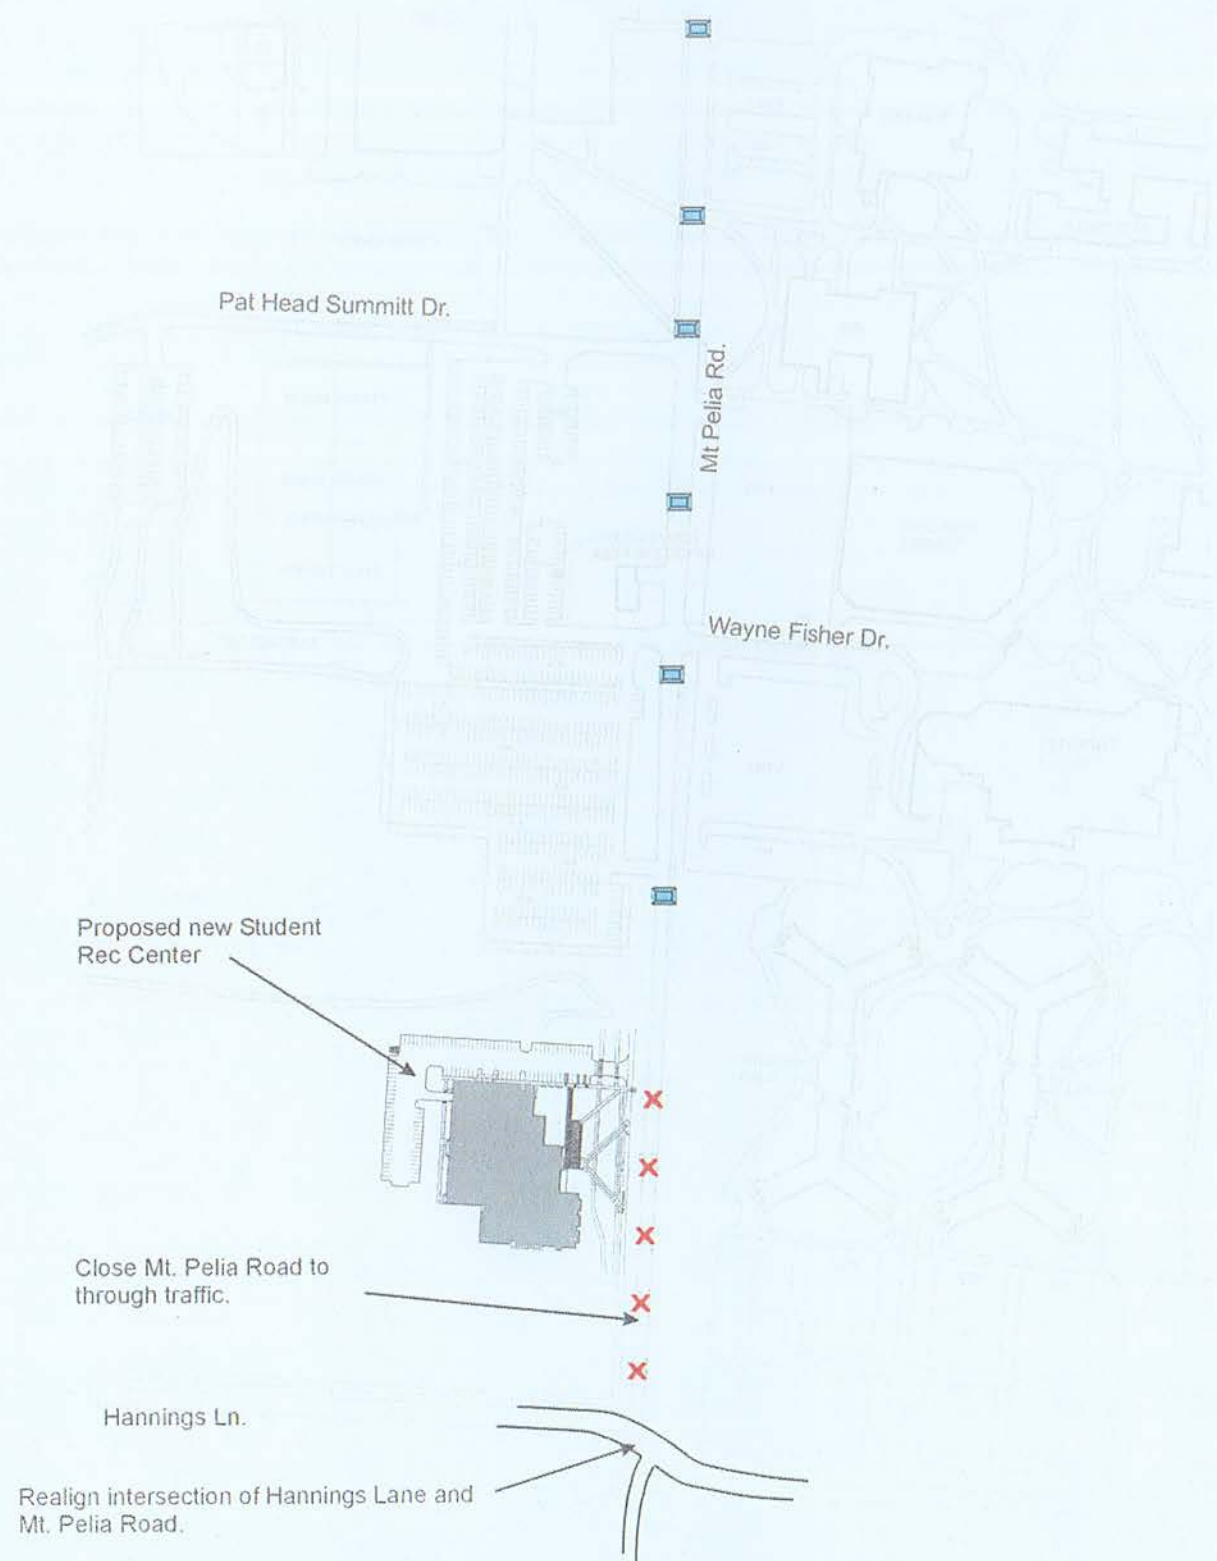 Pat Head Summitt Dr.
Mt Pelia Rd.
Wayne Fisher Dr.
Proposed new Student
Rec Center
Close Mt. Pelia Road to
through traffic.
Hannings Ln.
Realign intersection of Hannings Lane and
Mt. Pelia Road.